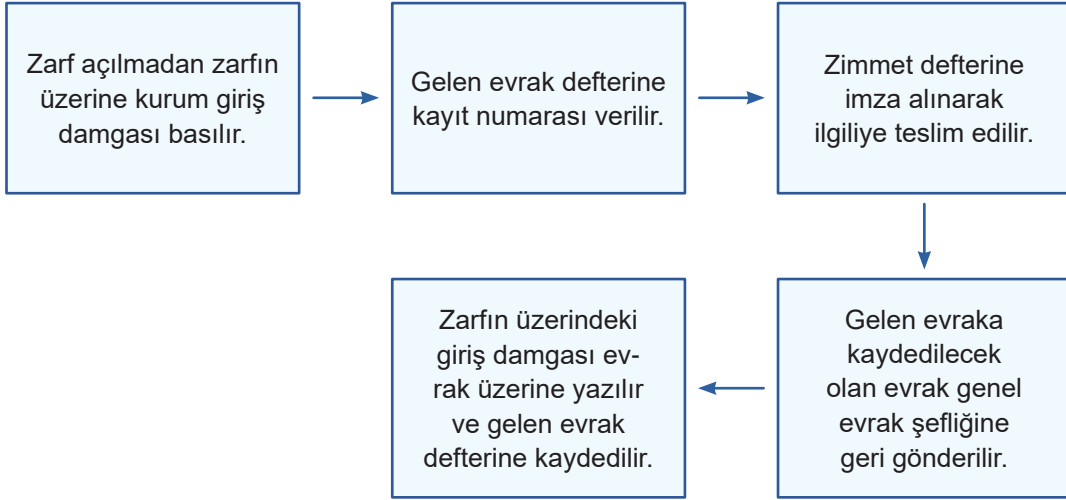 Zarf açılmadan zarfın
üzerine kurum giriş
damgası basılır.
Gelen evrak defterine
kayıt numarası verilir.
Zimmet defterine
imza alınarak
ilgiliye teslim edilir.
Gelen evraka
kaydedilecek
olan evrak genel
evrak şefliğine
geri gönderilir.
Zarfın üzerindeki
giriş damgası ev-
rak üzerine yazılır
ve gelen evrak
defterine kaydedilir.